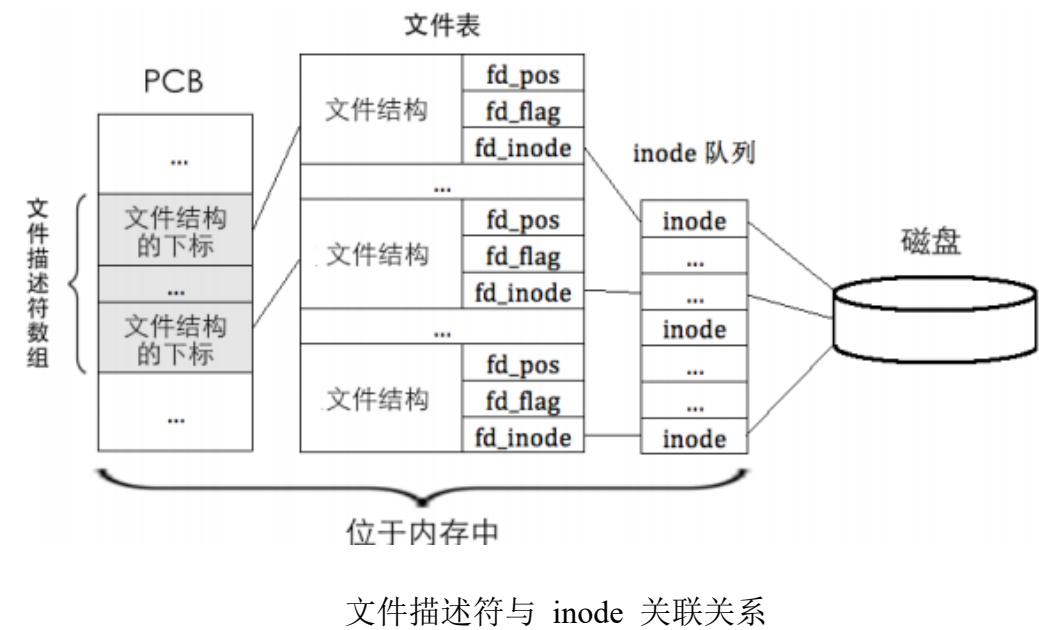 文件表
PCB
...
文件描述符数组
文件结构
的下标
...
文件结构
的下标
...
文件结构
fd_pos
fd_flag
fd_inode
...
文件结构
fd_pos
fd_flag
fd_inode
...
文件结构
fd_pos
fd_flag
fd_inode
inode 队列
inode
...
...
inode
...
...
inode
磁盘
位于内存中
文件描述符与 inode 关联关系